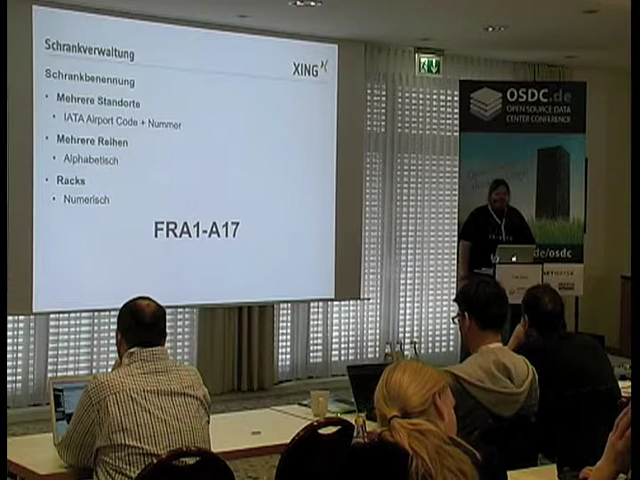 Schrankverwaltung
XING
Schrankbenennung
• Mehrere Standorte
• IATA Airport Code + Nummer
• Mehrere Reihen
• Alphabetisch
• Racks
• Numerisch
FRA1-A17
OSDC.de
OPEN SOURCE DATA
CENTER CONFERENCE
de/osdc